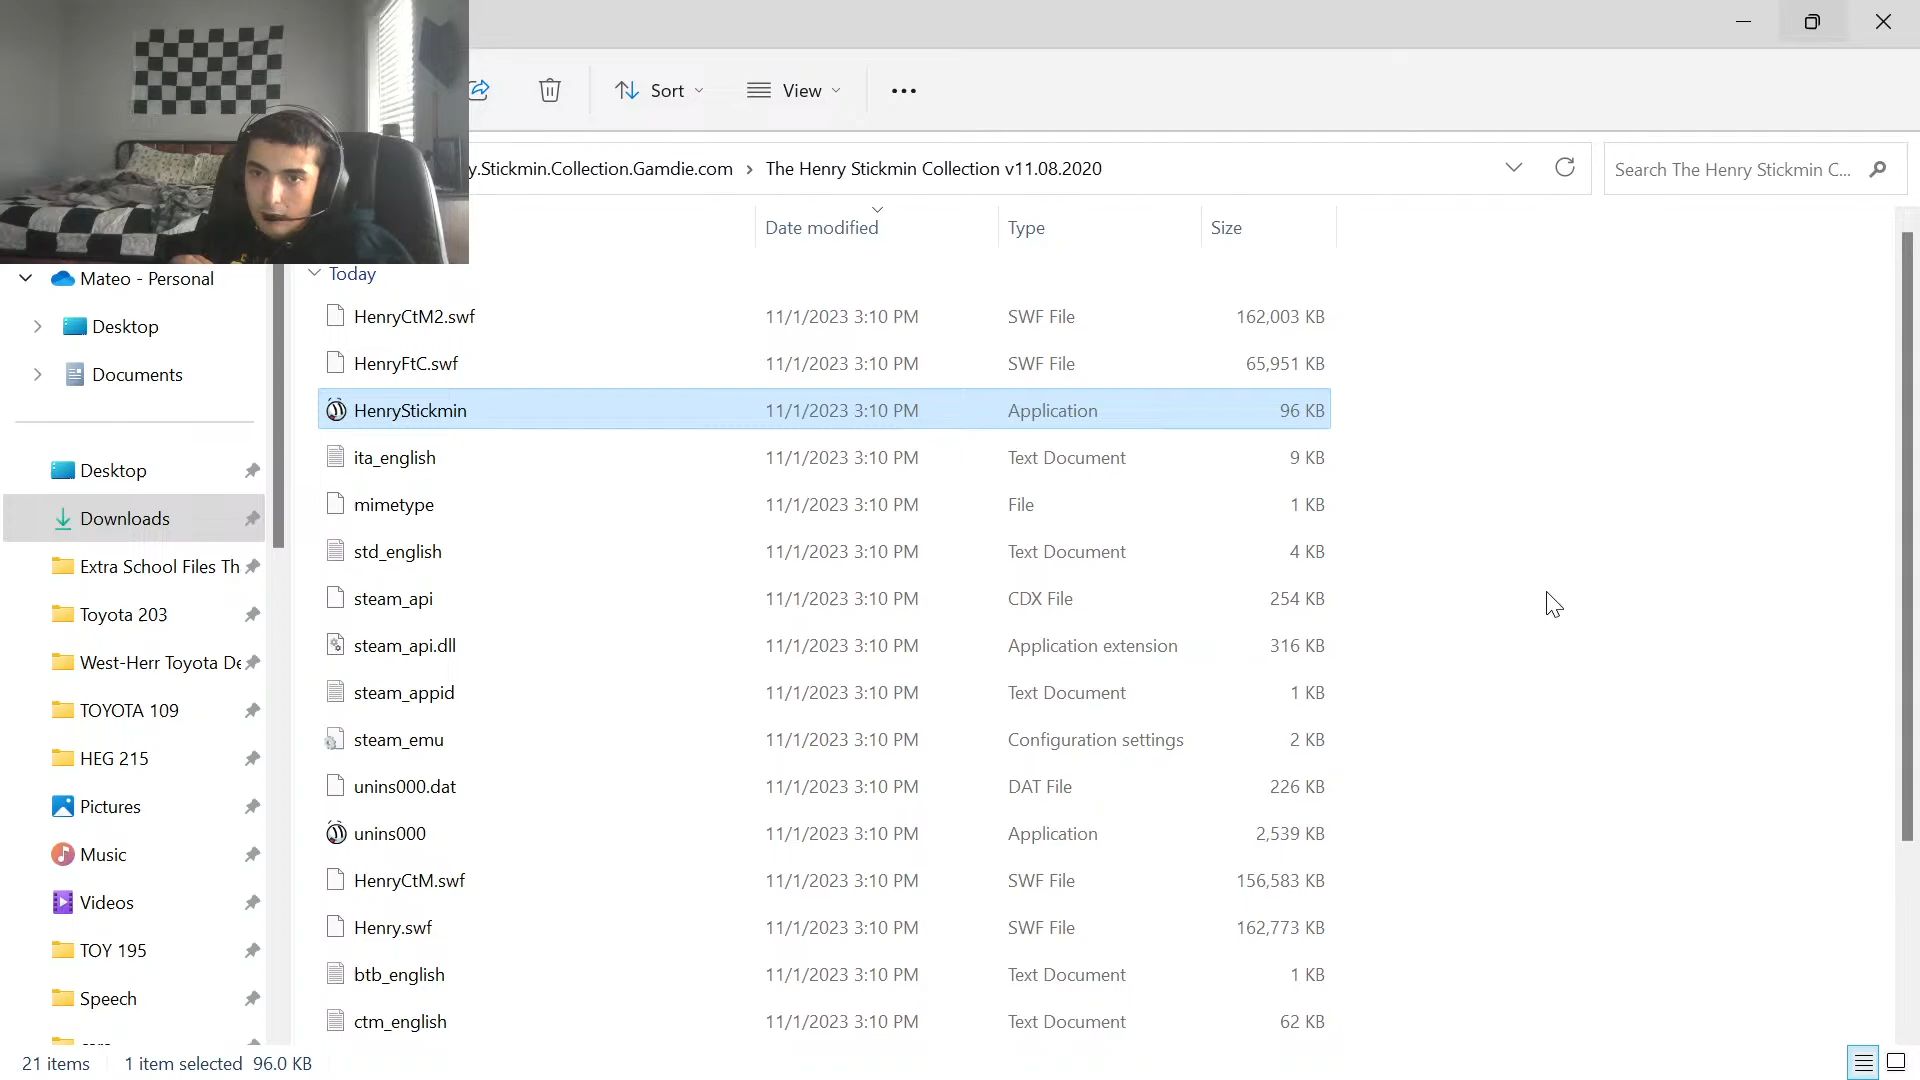 Sort
View
y.Stickmin.Collection.Gamdie.com > The Henry Stickmin Collection v11.08.2020
Search The Henry Stickmin C...
Date modified Type Size
Mateo - Personal
Desktop
Documents
Desktop
Downloads
Extra School Files Th
Toyota 203
West-Herr Toyota De
TOYOTA 109
HEG 215
Pictures
Music
Videos
TOY 195
Speech
Today
HenryCtM2.swf 11/1/2023 3:10 PM SWF File 162,003 KB
HenryFtC.swf 11/1/2023 3:10 PM SWF File 65,951 KB
HenryStickmin 11/1/2023 3:10 PM Application 96 KB
ita_english 11/1/2023 3:10 PM Text Document 9 KB
mimetype 11/1/2023 3:10 PM File 1 KB
std_english 11/1/2023 3:10 PM Text Document 4 KB
steam_api 11/1/2023 3:10 PM CDX File 254 KB
steam_api.dll 11/1/2023 3:10 PM Application extension 316 KB
steam_appid 11/1/2023 3:10 PM Text Document 1 KB
steam_emu 11/1/2023 3:10 PM Configuration settings 2 KB
unins000.dat 11/1/2023 3:10 PM DAT File 226 KB
unins000 11/1/2023 3:10 PM Application 2,539 KB
HenryCtM.swf 11/1/2023 3:10 PM SWF File 156,583 KB
Henry.swf 11/1/2023 3:10 PM SWF File 162,773 KB
btb_english 11/1/2023 3:10 PM Text Document 1 KB
ctm_english 11/1/2023 3:10 PM Text Document 62 KB
21 items 1 item selected 96.0 KB